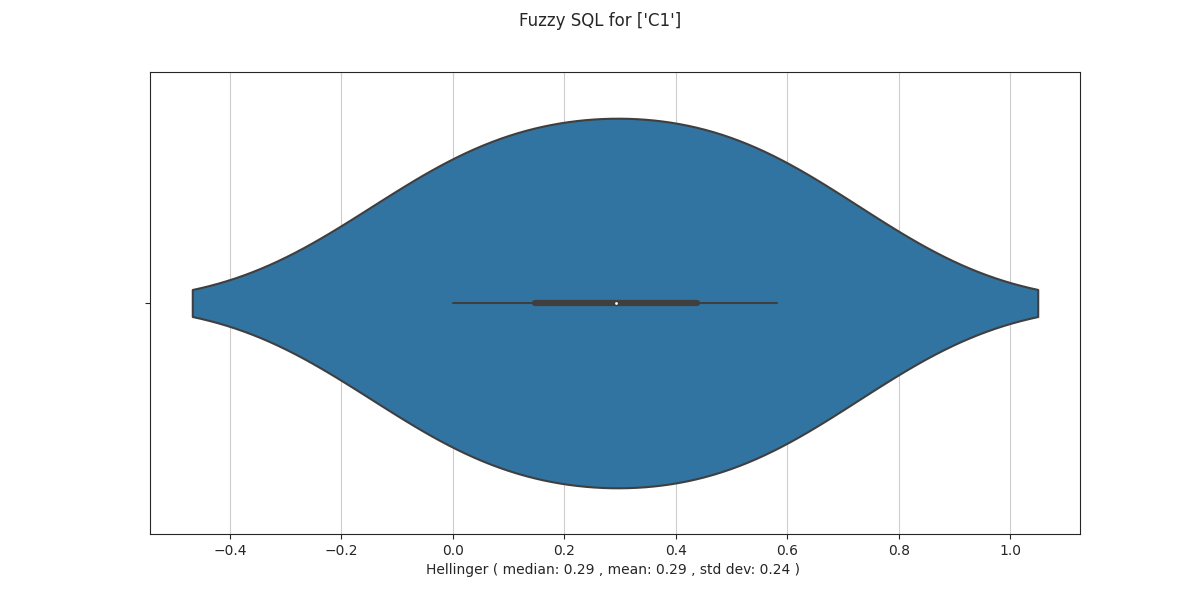 Fuzzy SQL for ['C1']
−0.4 −0.2 0.0 0.2 0.4 0.6 0.8 1.0
Hellinger ( median: 0.29 , mean: 0.29 , std dev: 0.24 )